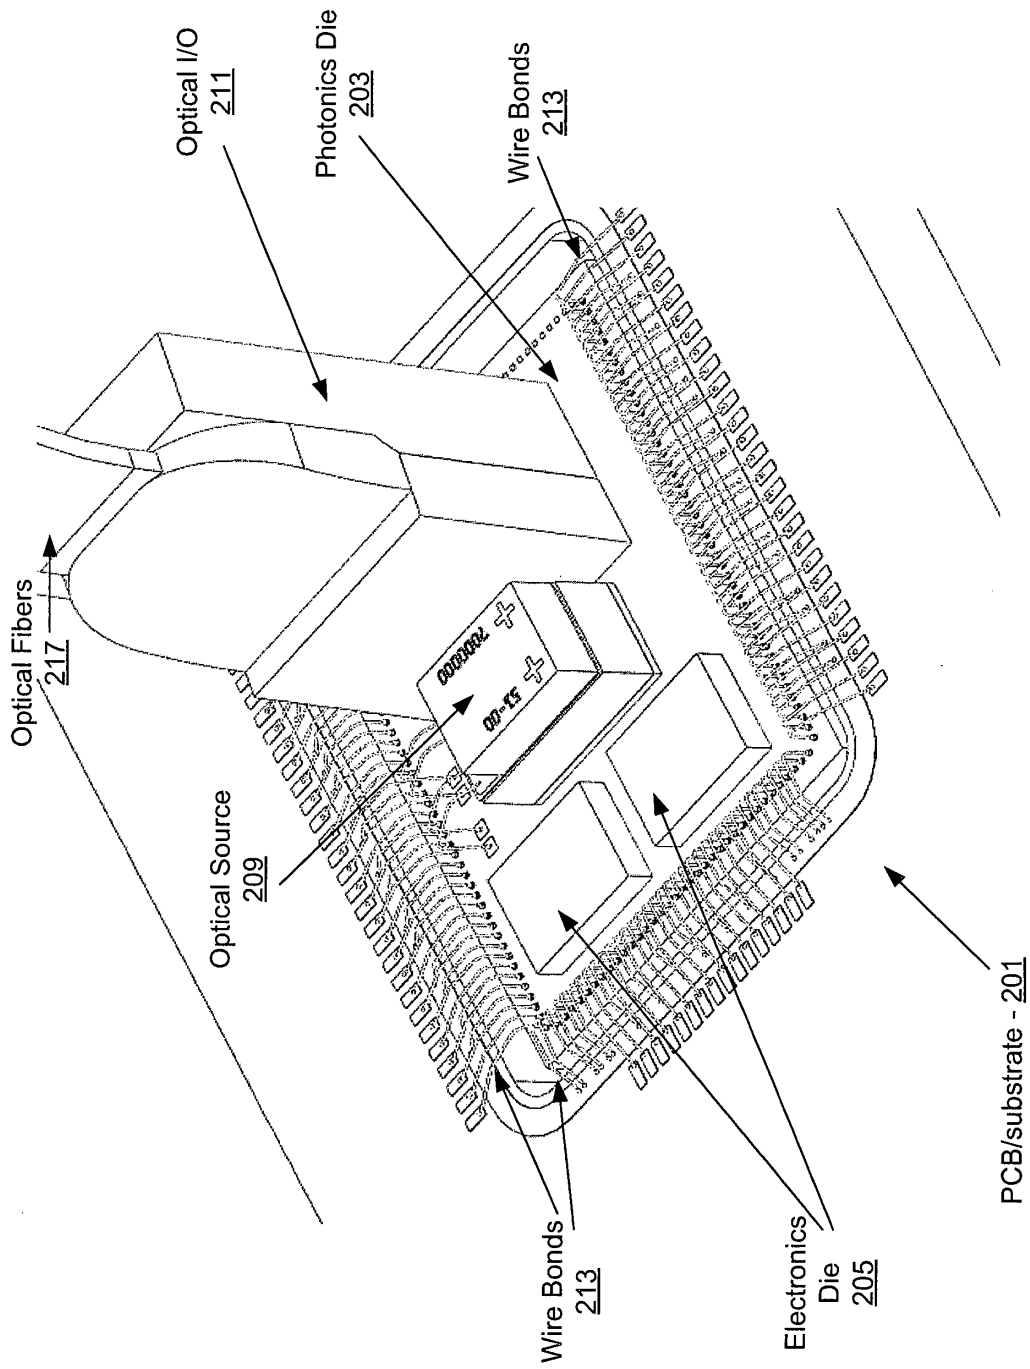 Optical Fibers
217
Optical I/O
211
Optical Source
209
Photonics Die
203
7000000
Wire Bonds
213
Wire Bonds
213
Electronics
Die
205
PCB/substrate - 201